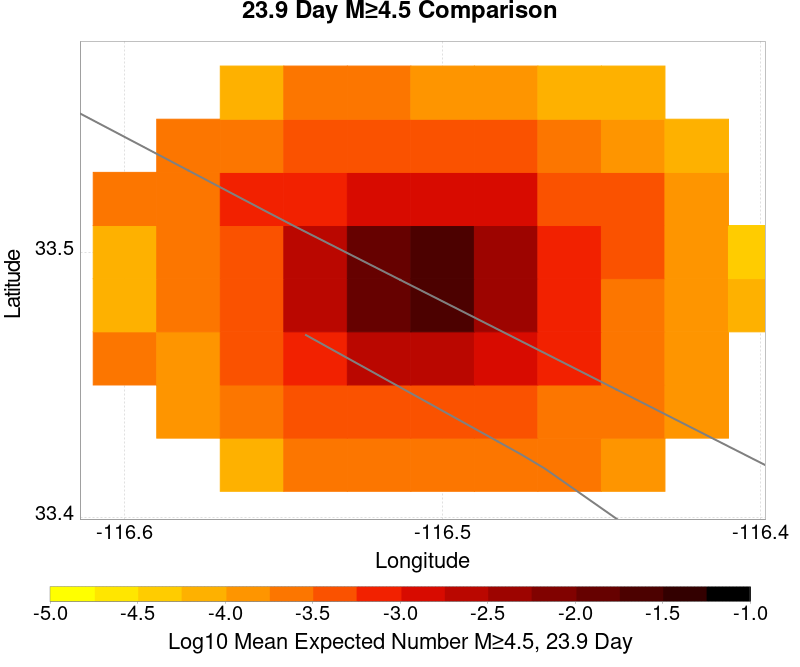 23.9 Day M≥4.5 Comparison
Latitude
33.5
33.4
-116.6 -116.5 -116.4
Longitude
-5.0 -4.5 -4.0 -3.5 -3.0 -2.5 -2.0 -1.5 -1.0
Log10 Mean Expected Number M≥4.5, 23.9 Day